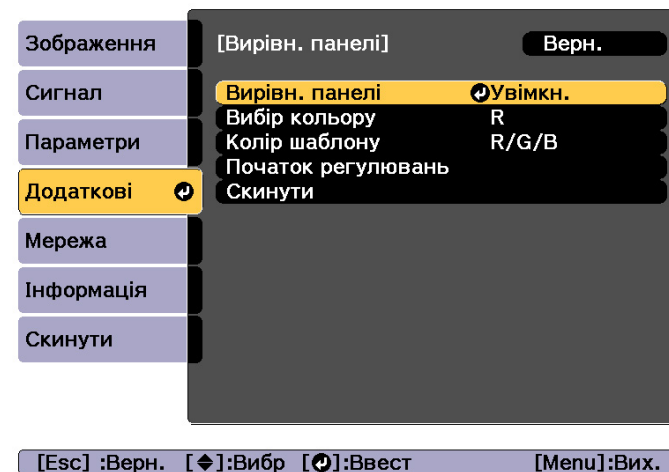 Зображення
Сигнал
Параметри
Додаткові
Мережа
Інформація
Скинути
[Вирівн. панелі] Верн.
Вирівн. панелі Увімкн.
Вибір кольору R
Колір шаблону R/G/B
Початок регулювань
Скинути
[Esc] :Верн. [◆]:Вибр [↵]:Ввест [Menu]:Вих.